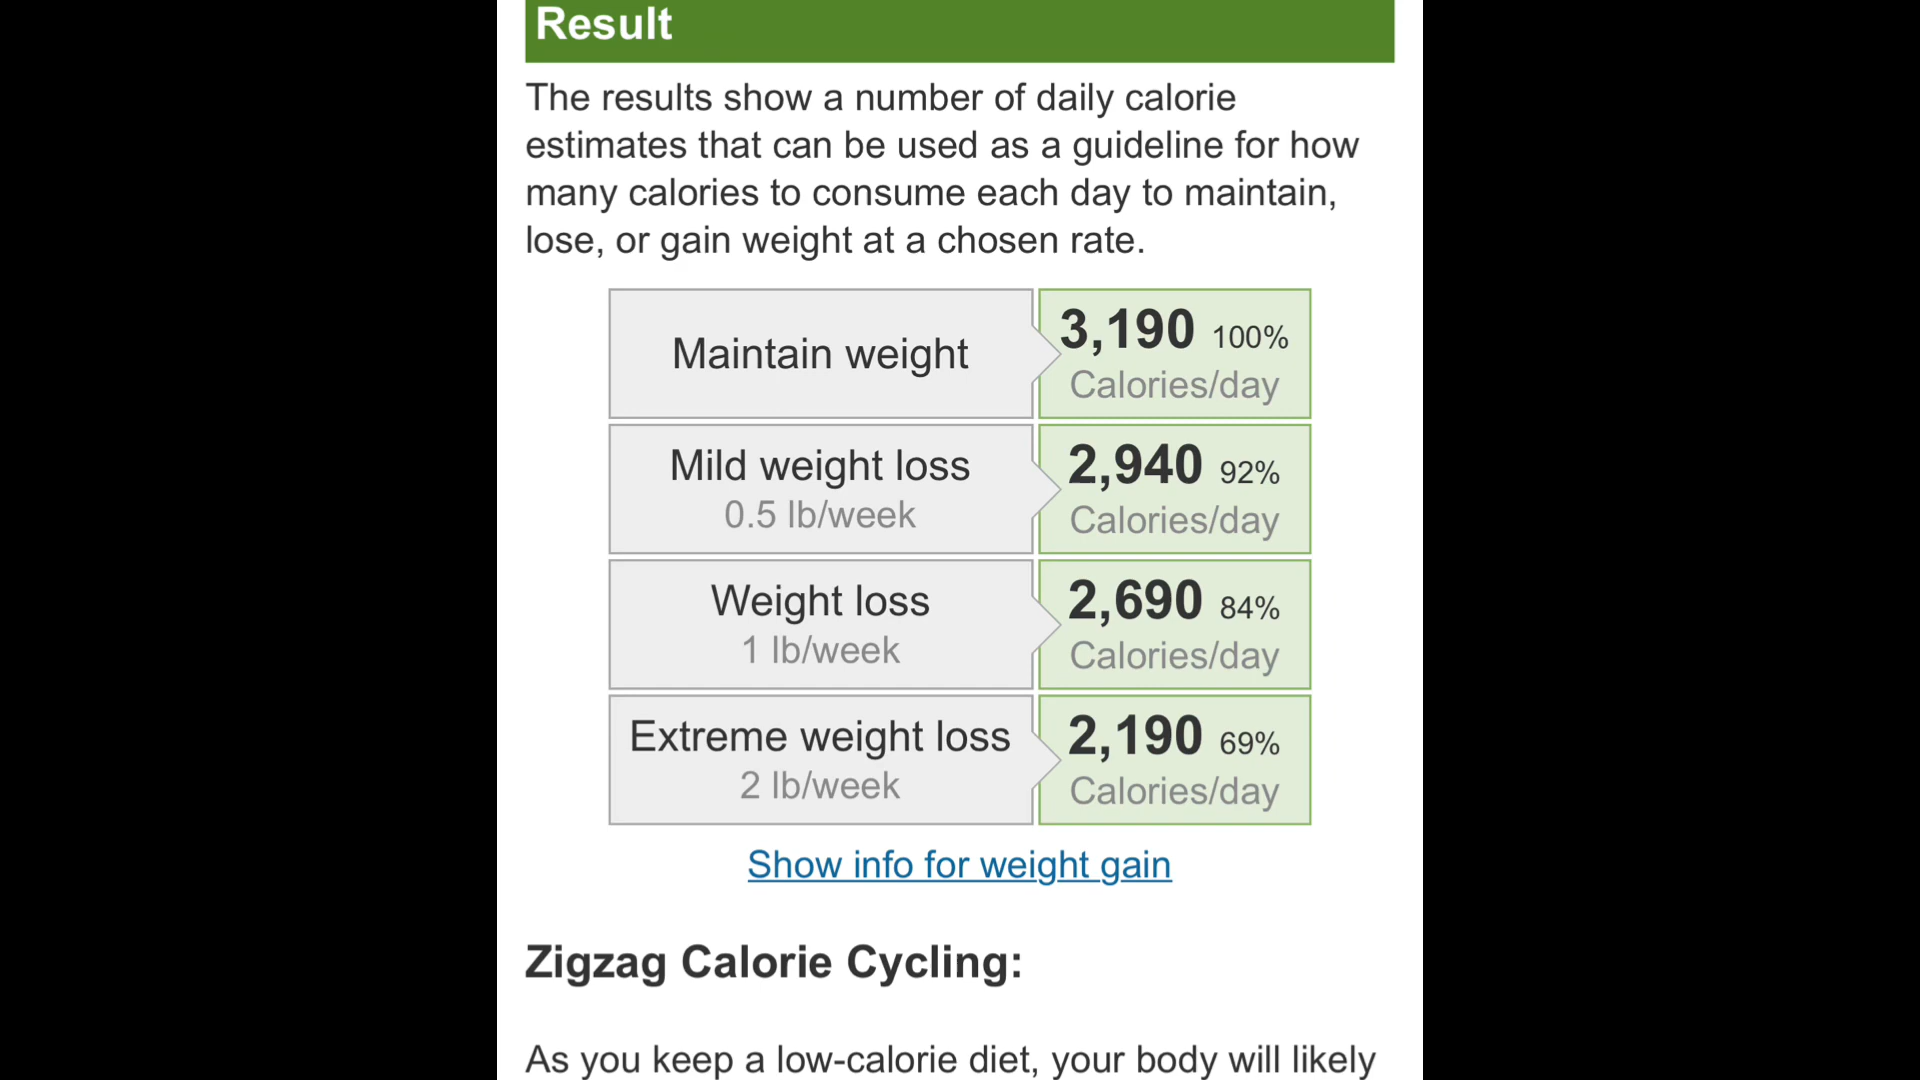 Result
The results show a number of daily calorie
estimates that can be used as a guideline for how
many calories to consume each day to maintain,
lose, or gain weight at a chosen rate.
Maintain weight
3,190 100%
Calories/day
Mild weight loss
0.5 lb/week
2,940 92%
Calories/day
Weight loss
1 lb/week
2,690 84%
Calories/day
Extreme weight loss
2 lb/week
2,190 69%
Calories/day
Show info for weight gain
Zigzag Calorie Cycling:
As you keep a low-calorie diet, your body will likely